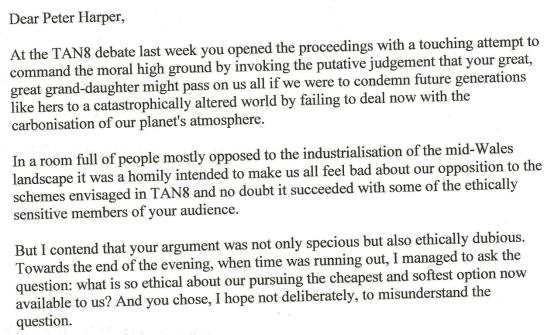 Dear Peter Harper,
At the TAN8 debate last week you opened the proceedings with a touching attempt to
command the moral high ground by invoking the putative judgement that your great,
great grand-daughter might pass on us all if we were to condemn future generations
like hers to a catastrophically altered world by failing to deal now with the
carbonisation of our planet's atmosphere.
In a room full of people mostly opposed to the industrialisation of the mid-Wales
landscape it was a homily intended to make us all feel bad about our opposition to the
schemes envisaged in TAN8 and no doubt it succeeded with some of the ethically
sensitive members of your audience.
But I contend that your argument was not only specious but also ethically dubious.
Towards the end of the evening, when time was running out, I managed to ask the
question: what is so ethical about our pursuing the cheapest and softest option now
available to us? And you chose, I hope not deliberately, to misunderstand the
question.